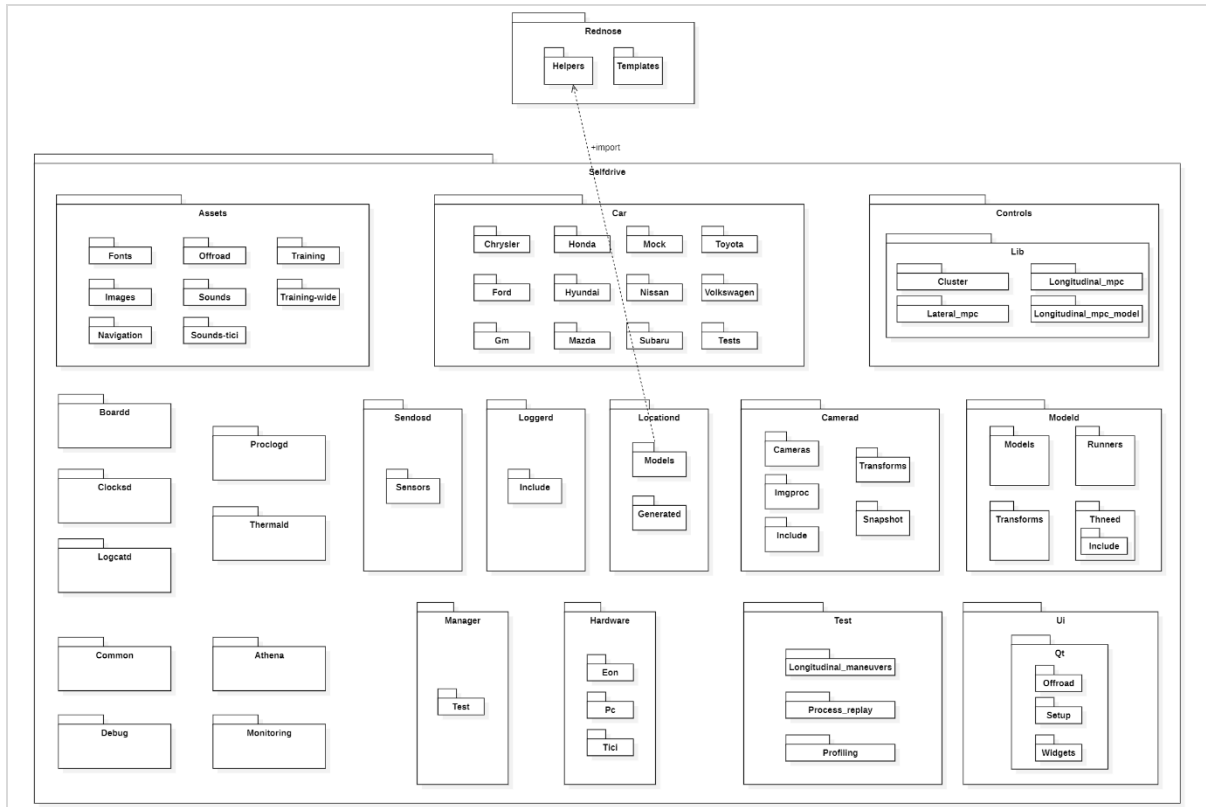 Rednose
Helpers
Templates
+import
Selfdrive
Assets
Fonts
Offroad
Training
Images
Sounds
Training-wide
Navigation
Sounds-tici
Car
Chrysler
Honda
Mock
Toyota
Ford
Hyundai
Nissan
Volkswagen
Gm
Mazda
Subaru
Tests
Controls
Lib
Cluster
Longitudinal_mpc
Lateral_mpc
Longitudinal_mpc_model
Boardd
Proclogd
Clocksd
Thermald
Logcatd
Sendosd
Sensors
Loggerd
Include
Locationd
Models
Generated
Camerad
Cameras
Transforms
Imgproc
Snapshot
Include
Modeld
Models
Runners
Transforms
Thneed
Include
Common
Athena
Debug
Monitoring
Manager
Test
Hardware
Eon
Pc
Tici
Test
Longitudinal_maneuvers
Process_replay
Profiling
Ui
Qt
Offroad
Setup
Widgets